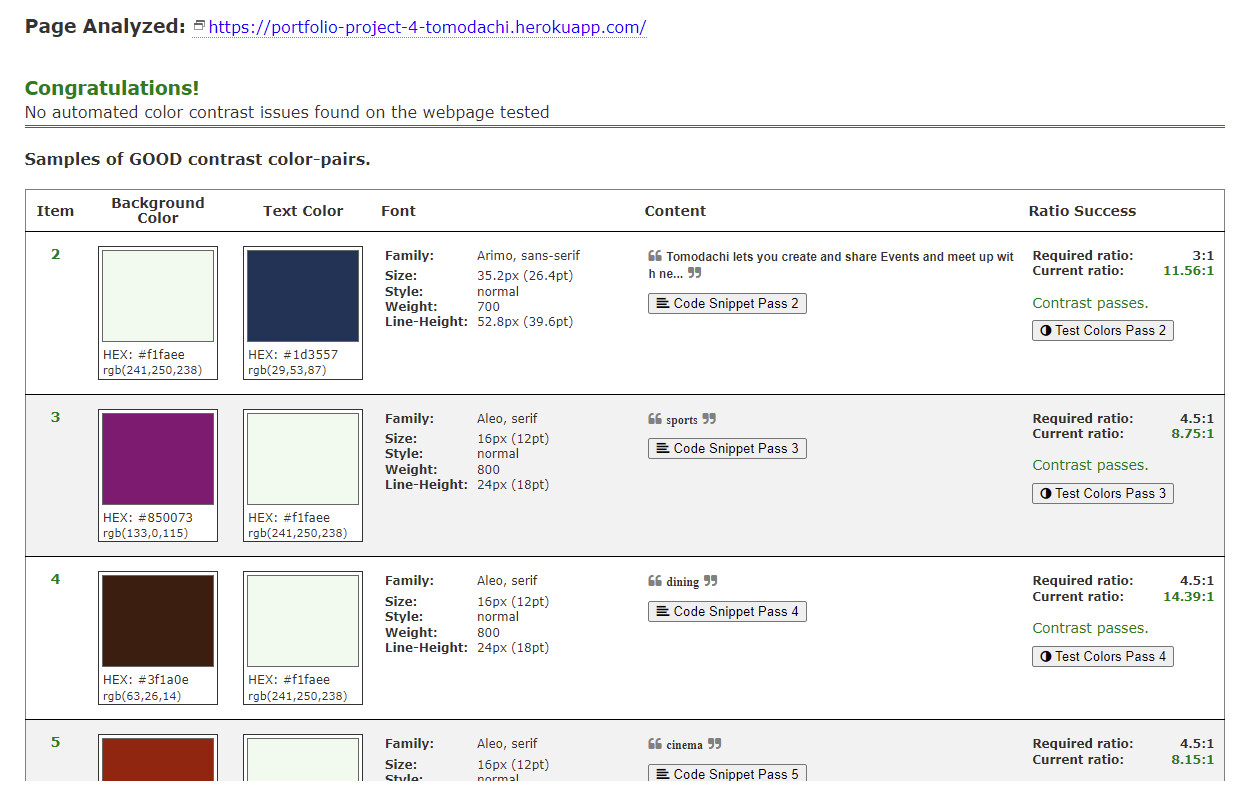 Page Analyzed: https://portfolio-project-4-tomodachi.herokuapp.com/
Congratulations!
No automated color contrast issues found on the webpage tested
Samples of GOOD contrast color-pairs.
Item Background Color Text Color Font Content Ratio Success
2
HEX: #f1faee
rgb(241,250,238)
HEX: #1d3557
rgb(29,53,87)
Family: Arimo, sans-serif
Size: 35.2px (26.4pt)
Style: normal
Weight: 700
Line-Height: 52.8px (39.6pt)
❝ Tomodachi lets you create and share Events and meet up wit
h ne... ❞
Code Snippet Pass 2
Required ratio: 3:1
Current ratio: 11.56:1
Contrast passes.
Test Colors Pass 2
3
HEX: #850073
rgb(133,0,115)
HEX: #f1faee
rgb(241,250,238)
Family: Aleo, serif
Size: 16px (12pt)
Style: normal
Weight: 800
Line-Height: 24px (18pt)
❝ sports ❞
Code Snippet Pass 3
Required ratio: 4.5:1
Current ratio: 8.75:1
Contrast passes.
Test Colors Pass 3
4
HEX: #3f1a0e
rgb(63,26,14)
HEX: #f1faee
rgb(241,250,238)
Family: Aleo, serif
Size: 16px (12pt)
Style: normal
Weight: 800
Line-Height: 24px (18pt)
❝ dining ❞
Code Snippet Pass 4
Required ratio: 4.5:1
Current ratio: 14.39:1
Contrast passes.
Test Colors Pass 4
5
Family: Aleo, serif
Size: 16px (12pt)
Style: normal
❝ cinema ❞
Code Snippet Pass 5
Required ratio: 4.5:1
Current ratio: 8.15:1